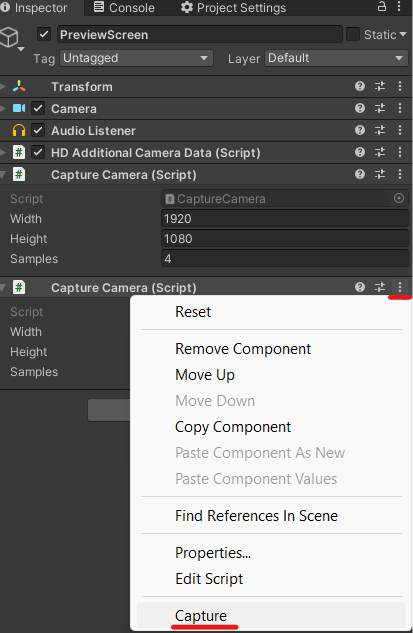 Inspector
Console
Project Settings
PreviewScreen
Static
Tag Untagged Layer Default
Transform
Camera
Audio Listener
HD Additional Camera Data (Script)
Capture Camera (Script)
Script CaptureCamera
Width 1920
Height 1080
Samples 4
Capture Camera (Script)
Script
Width
Height
Samples
Reset
Remove Component
Move Up
Move Down
Copy Component
Paste Component As New
Paste Component Values
Find References In Scene
Properties...
Edit Script
Capture